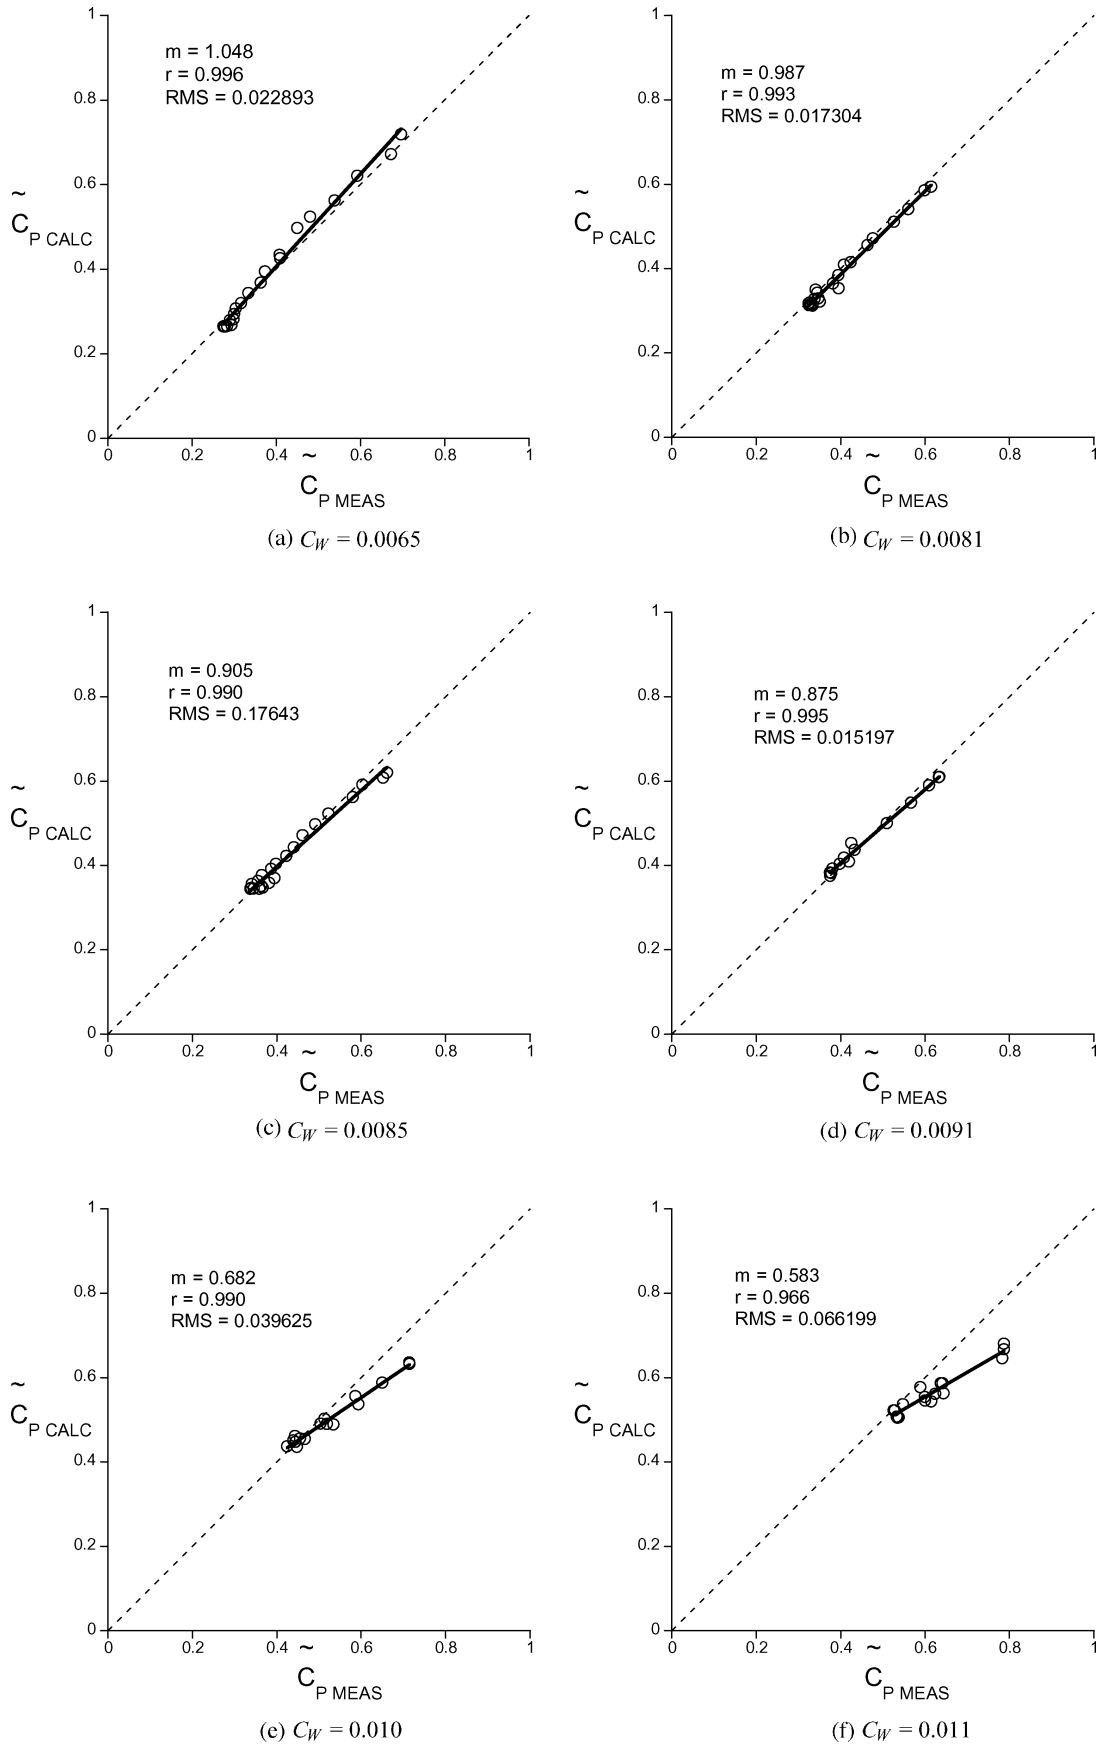 1
m = 1.048
r = 0.996
RMS = 0.022893
0.8
0.6
C̃P CALC
0.4
0.2
0
0 0.2 0.4 0.6 0.8 1
C̃P MEAS
(a) CW = 0.0065
1
m = 0.987
r = 0.993
RMS = 0.017304
0.8
0.6
C̃P CALC
0.4
0.2
0
0 0.2 0.4 0.6 0.8 1
C̃P MEAS
(b) CW = 0.0081
1
m = 0.905
r = 0.990
RMS = 0.17643
0.8
0.6
C̃P CALC
0.4
0.2
0
0 0.2 0.4 0.6 0.8 1
C̃P MEAS
(c) CW = 0.0085
1
m = 0.875
r = 0.995
RMS = 0.015197
0.8
0.6
C̃P CALC
0.4
0.2
0
0 0.2 0.4 0.6 0.8 1
C̃P MEAS
(d) CW = 0.0091
1
m = 0.682
r = 0.990
RMS = 0.039625
0.8
0.6
C̃P CALC
0.4
0.2
0
0 0.2 0.4 0.6 0.8 1
C̃P MEAS
(e) CW = 0.010
1
m = 0.583
r = 0.966
RMS = 0.066199
0.8
0.6
C̃P CALC
0.4
0.2
0
0 0.2 0.4 0.6 0.8 1
C̃P MEAS
(f) CW = 0.011